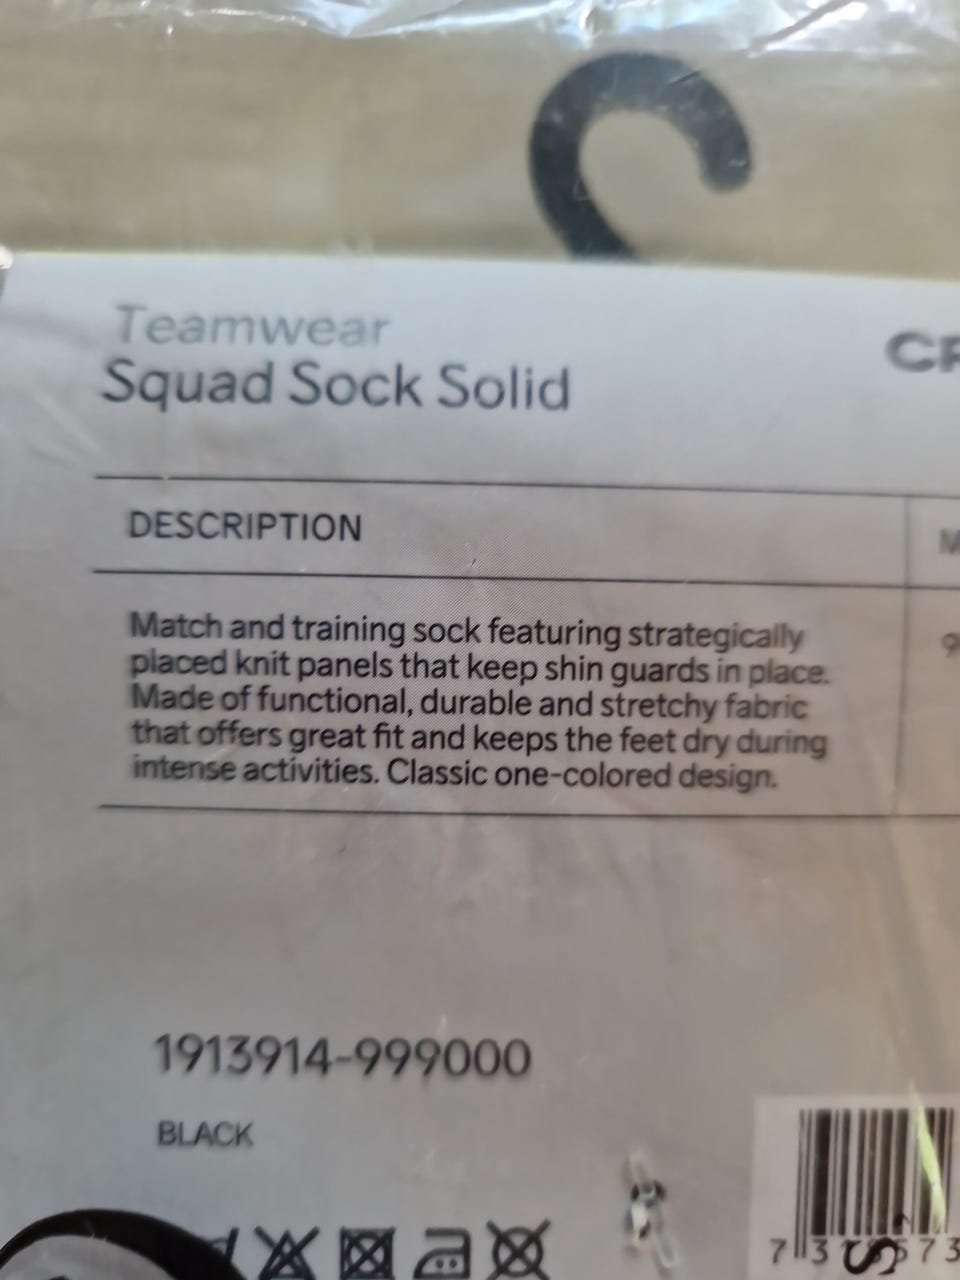 Teamwear
Squad Sock Solid
DESCRIPTION
Match and training sock featuring strategically
placed knit panels that keep shin guards in place.
Made of functional, durable and stretchy fabric
that offers great fit and keeps the feet dry during
intense activities. Classic one-colored design.
1913914-999000
BLACK